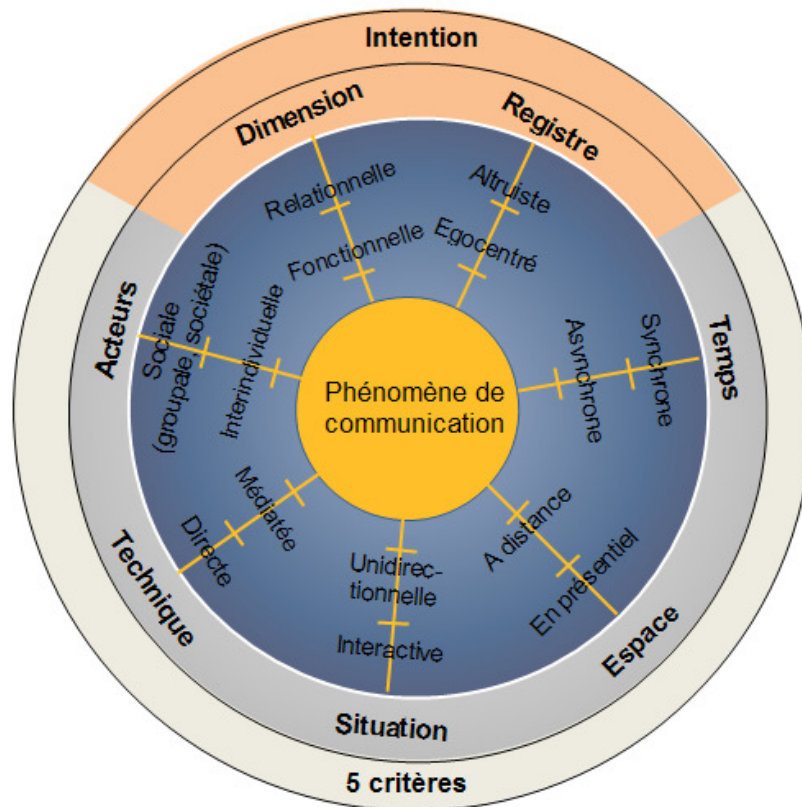 Intention
Dimension
Registre
Relationnelle
Fonctionnelle
Altruiste
Egocentré
Acteurs
Sociale
(groupale, sociétale)
Interindividuelle
Temps
Synchrone
Asynchrone
Phénomène de
communication
Technique
Directe
Médiatée
Unidirec-
tionnelle
Interactive
A distance
En présentiel
Espace
Situation
5 critères